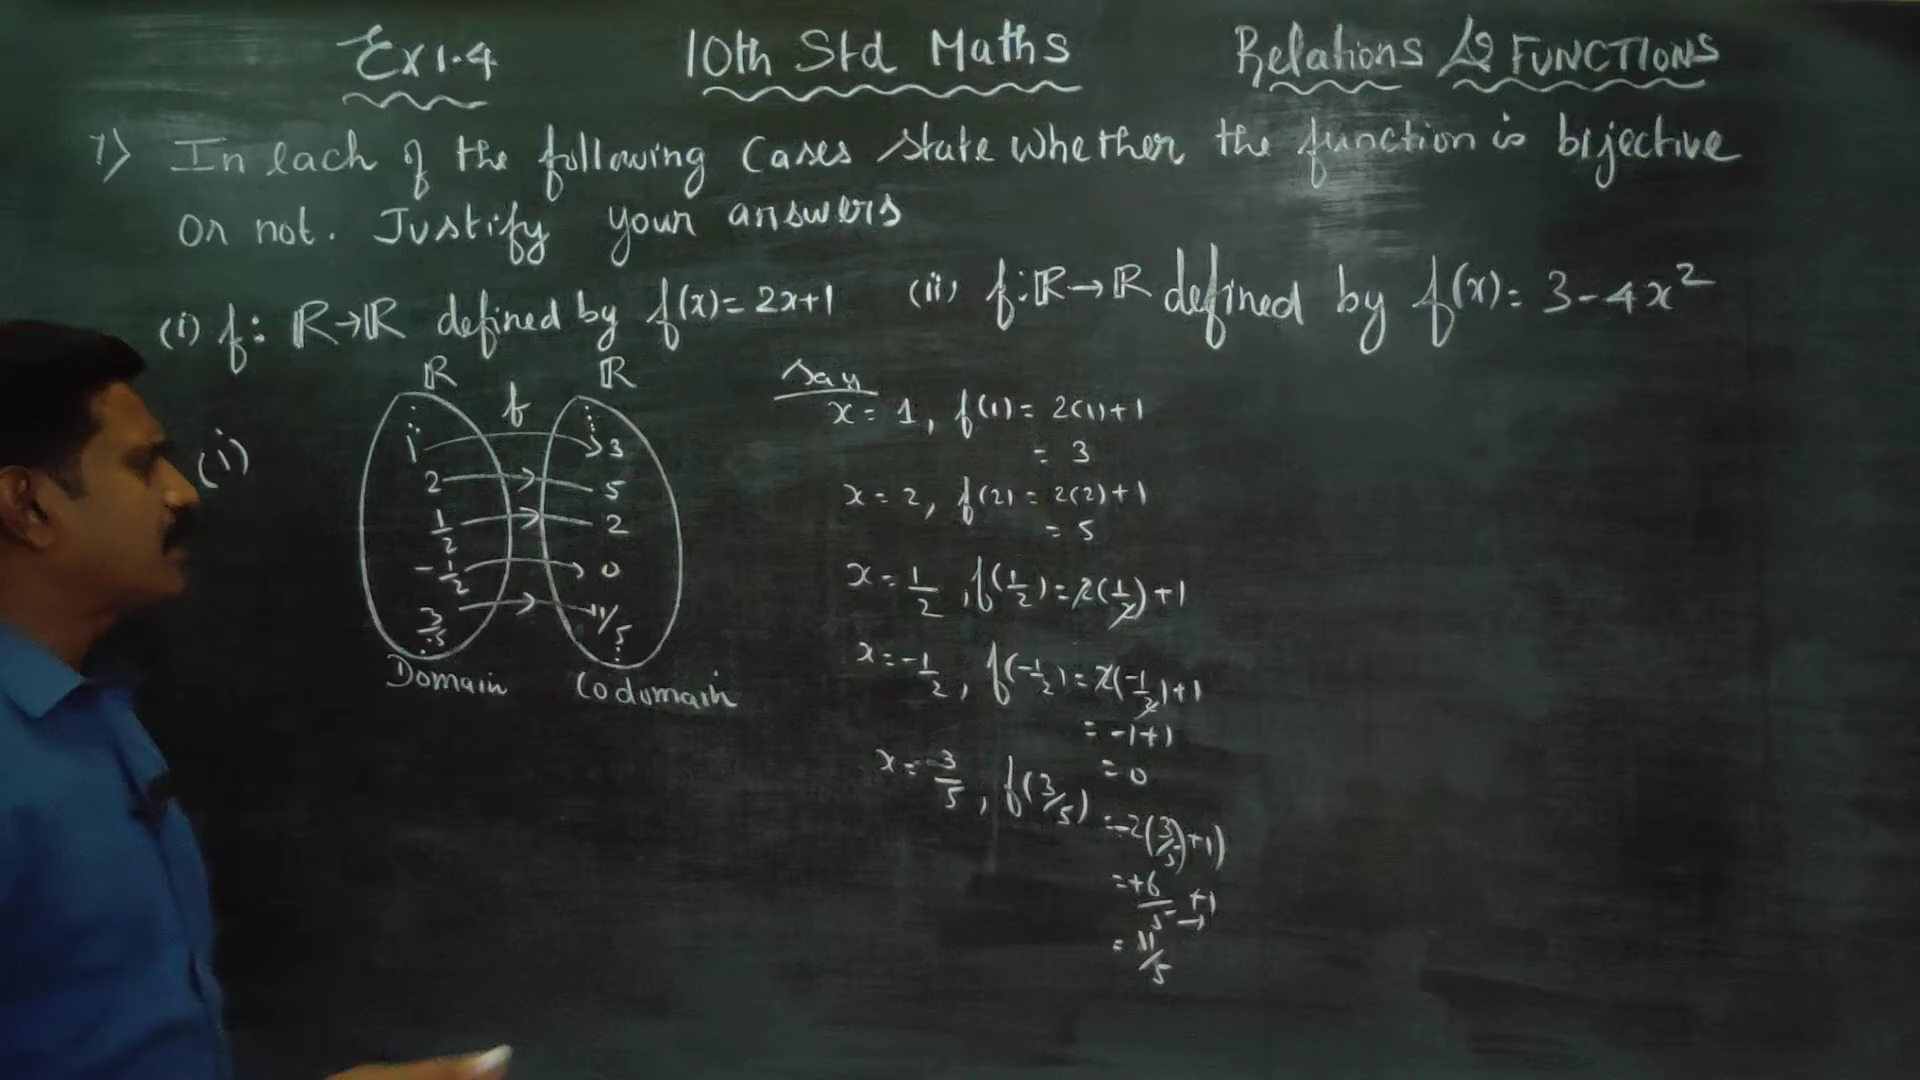 Ex 1.4 10th Std Maths Relations & FUNCTIONS
7) In each of the following Cases state whether the function is bijective
or not. Justify your answers
(i) f: ℝ→ℝ defined by f(x)= 2x+1 (ii) f:ℝ→ℝ defined by f(x)= 3-4x²
(i)
ℝ f ℝ
1 3
2 5
1/2 2
-1/2 0
3/5 11/5
Domain Codomain
Say
x = 1, f(1) = 2(1)+1
= 3
x = 2, f(2) = 2(2)+1
= 5
x = 1/2, f(1/2) = 2(1/2)+1
x = -1/2, f(-1/2) = 2(-1/2)+1
= -1+1
= 0
x = 3/5, f(3/5)
= 2(3/5)+1)
= +6/5 +1
= 11/5